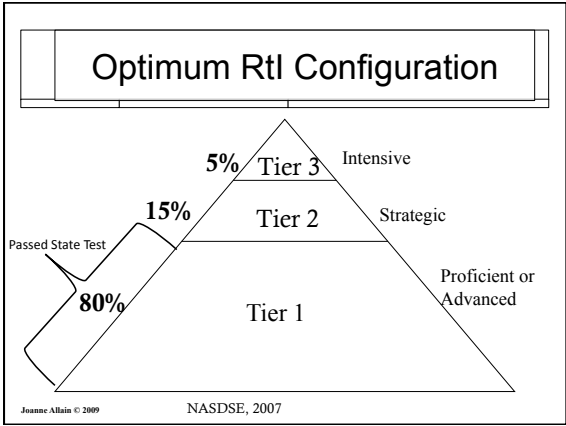 Optimum RtI Configuration
5%
Tier 3
Intensive
15%
Tier 2
Strategic
Passed State Test
80%
Tier 1
Proficient or
Advanced
Joanne Allain © 2009
NASDSE, 2007